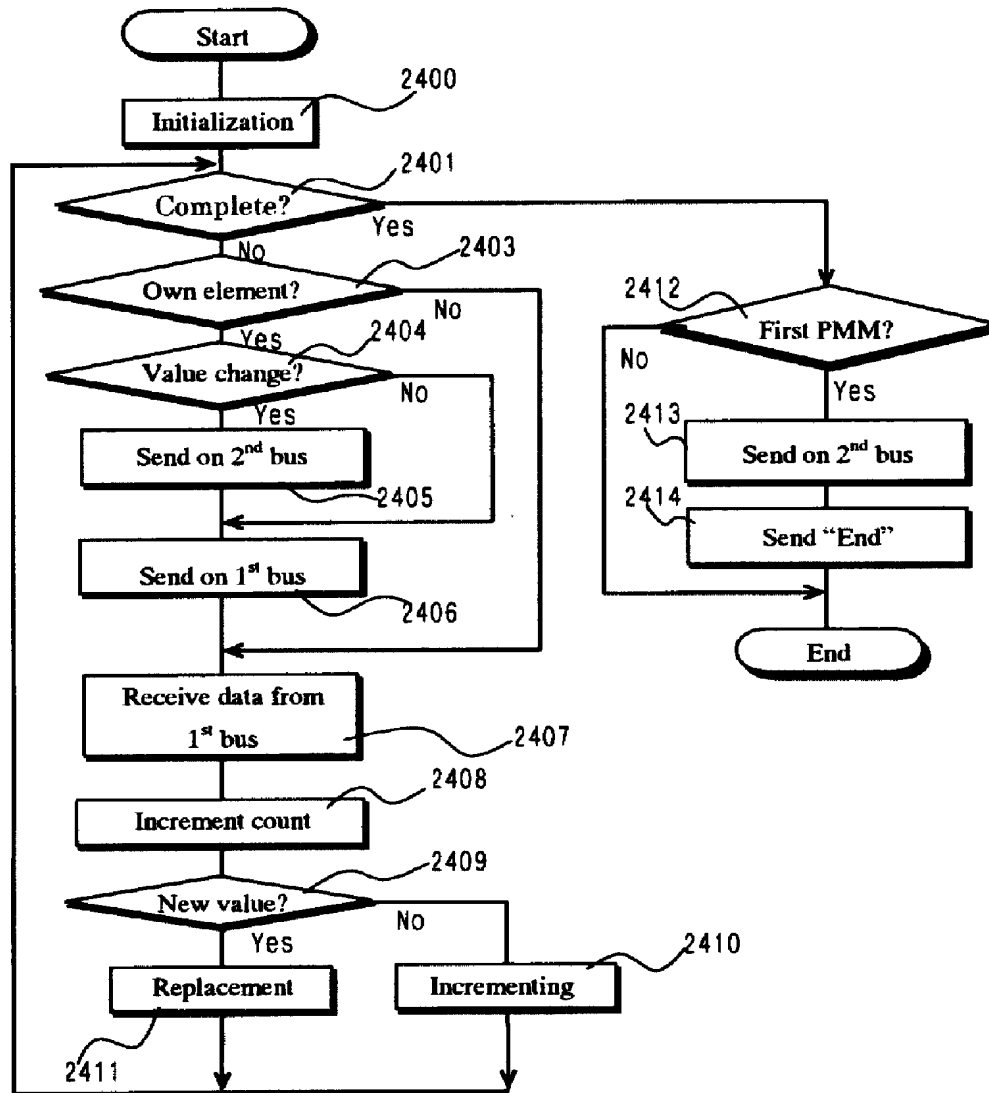 Start
2400
Initialization
2401
Complete?
Yes
No
2403
Own element?
No
Yes
2404
Value change?
No
Yes
Send on 2nd bus
2405
Send on 1st bus
2406
Receive data from
1st bus
2407
2408
Increment count
2409
New value?
No
Yes
2410
Replacement
Incrementing
2411
2412
First PMM?
No
Yes
2413
Send on 2nd bus
2414
Send “End”
End